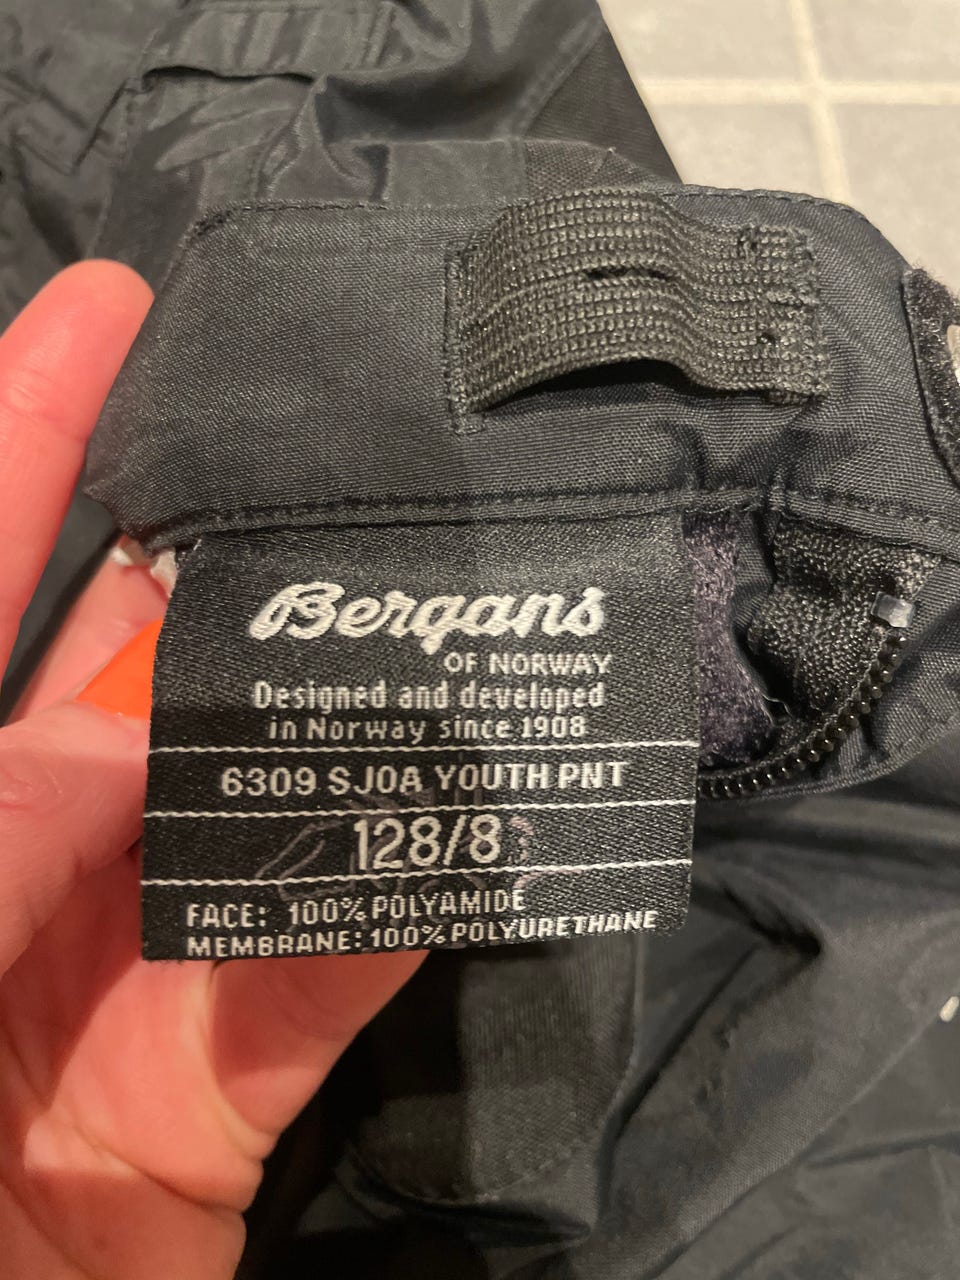 Bergans
OF NORWAY
Designed and developed
in Norway since 1908
6309 SJOA YOUTH PNT
128/8
FACE: 100% POLYAMIDE
MEMBRANE: 100% POLYURETHANE